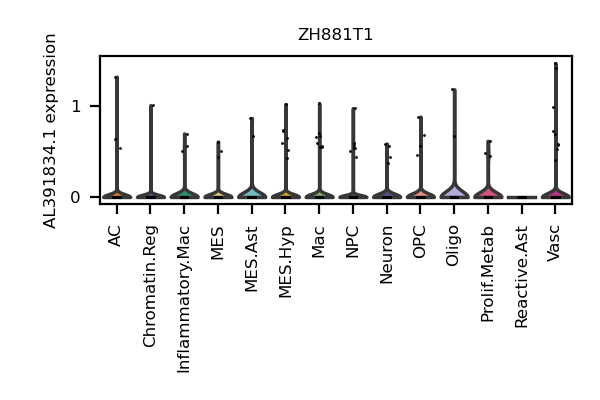 ZH881T1
AL391834.1 expression
1
0
AC
Chromatin.Reg
Inflammatory.Mac
MES
MES.Ast
MES.Hyp
Mac
NPC
Neuron
OPC
Oligo
Prolif.Metab
Reactive.Ast
Vasc